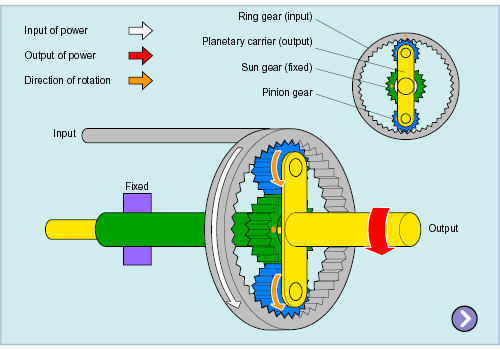 Input of power
Output of power
Direction of rotation
Ring gear (input)
Planetary carrier (output)
Sun gear (fixed)
Pinion gear
Input
Fixed
Output